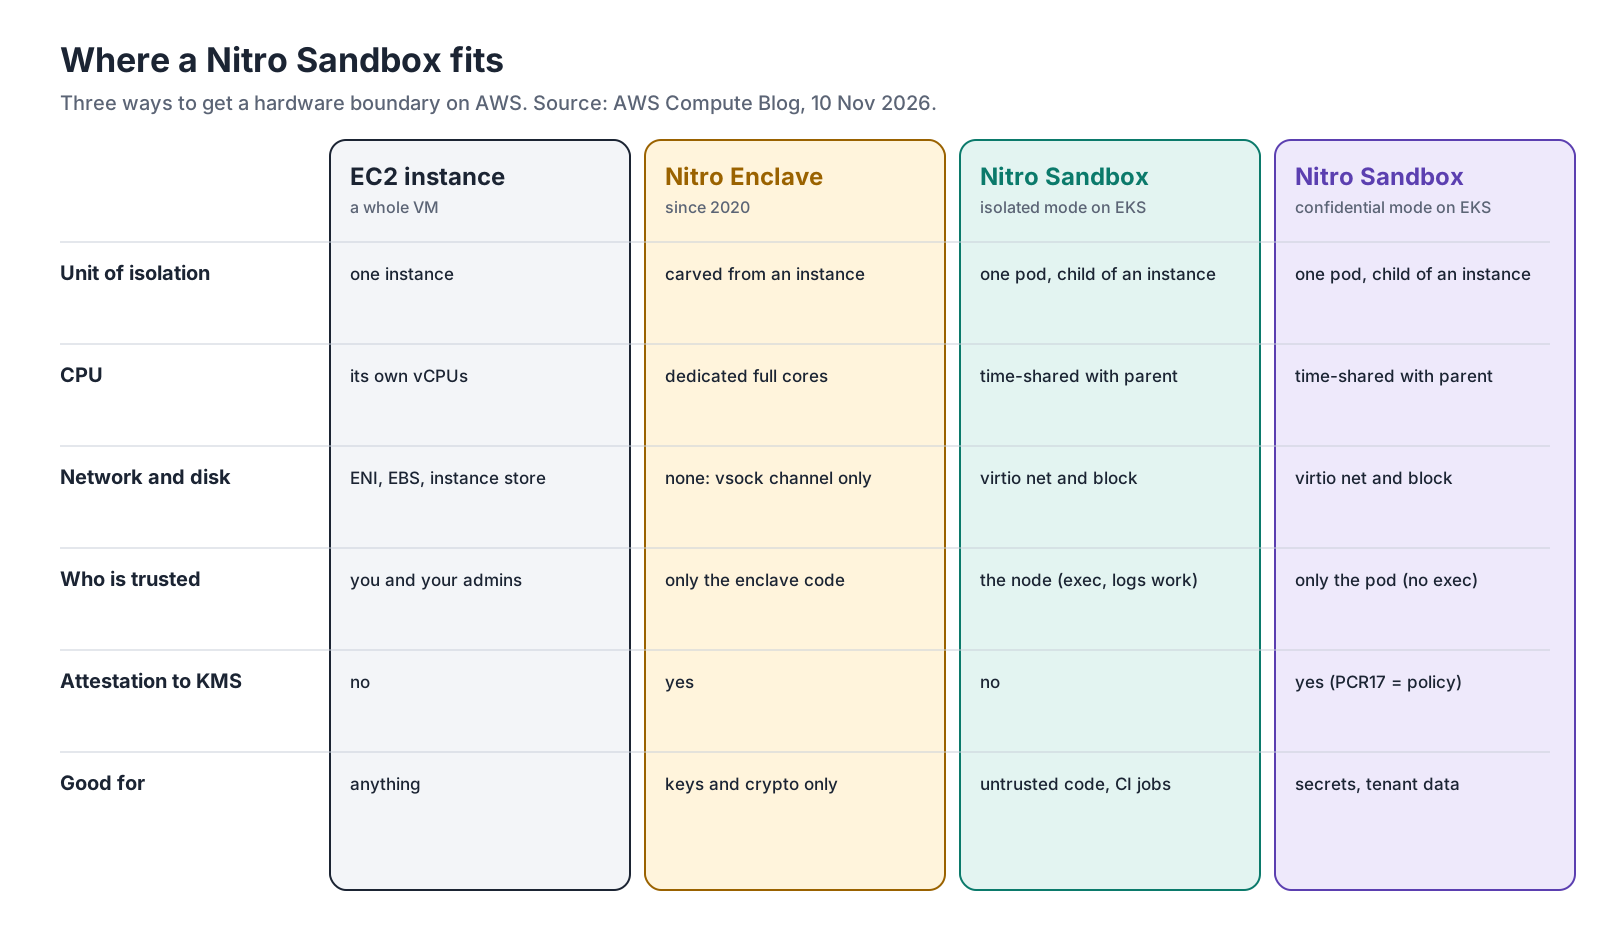 Where a Nitro Sandbox fits
Three ways to get a hardware boundary on AWS. Source: AWS Compute Blog, 10 Nov 2026.
EC2 instance
a whole VM
Nitro Enclave
since 2020
Nitro Sandbox
isolated mode on EKS
Nitro Sandbox
confidential mode on EKS
Unit of isolation
one instance
carved from an instance
one pod, child of an instance
one pod, child of an instance
CPU
its own vCPUs
dedicated full cores
time-shared with parent
time-shared with parent
Network and disk
ENI, EBS, instance store
none: vsock channel only
virtio net and block
virtio net and block
Who is trusted
you and your admins
only the enclave code
the node (exec, logs work)
only the pod (no exec)
Attestation to KMS
no
yes
no
yes (PCR17 = policy)
Good for
anything
keys and crypto only
untrusted code, CI jobs
secrets, tenant data